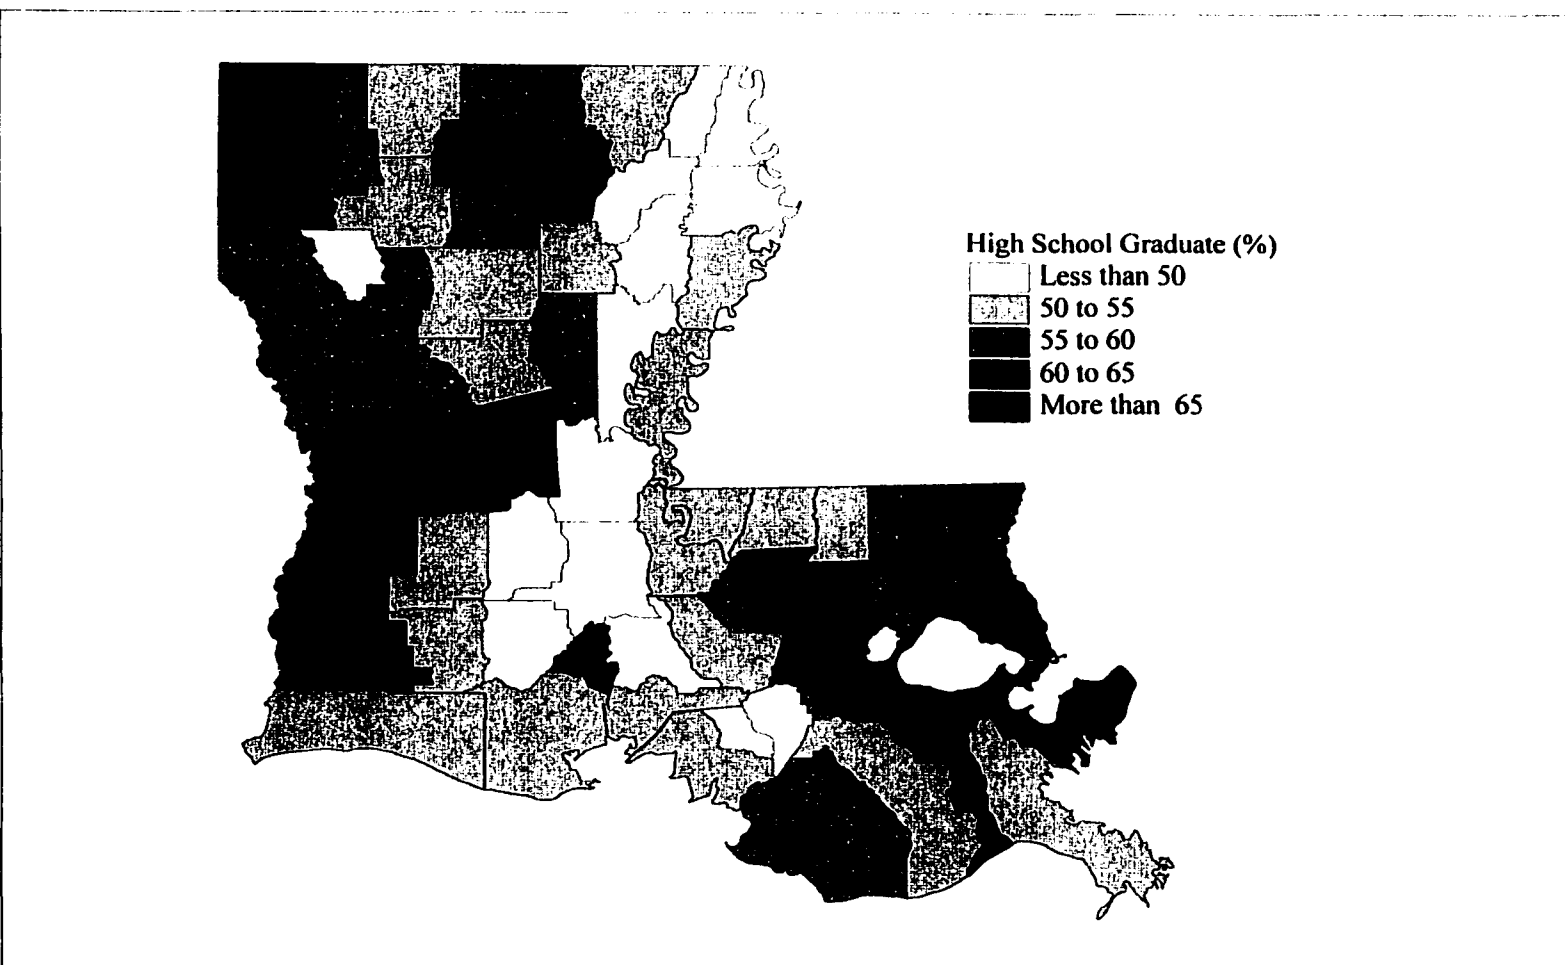 High School Graduate (%)
Less than 50
50 to 55
55 to 60
60 to 65
More than 65